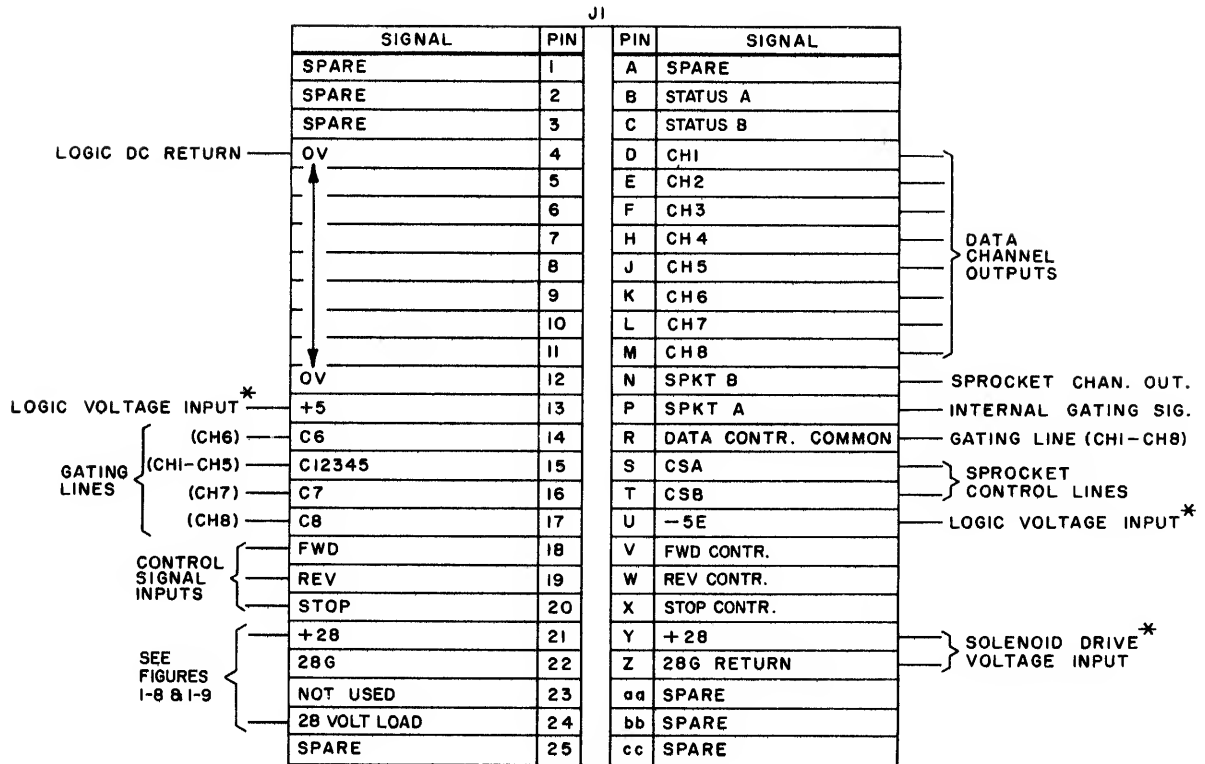 J1
SIGNAL PIN PIN SIGNAL
SPARE 1 A SPARE
SPARE 2 B STATUS A
SPARE 3 C STATUS B
LOGIC DC RETURN 0V 4 D CH1
5 E CH2
6 F CH3
7 H CH4
8 J CH5
9 K CH6
10 L CH7
11 M CH8
DATA
CHANNEL
OUTPUTS
0V 12 N SPKT B SPROCKET CHAN. OUT.
LOGIC VOLTAGE INPUT* +5 13 P SPKT A INTERNAL GATING SIG.
(CH6) C6 14 R DATA CONTR. COMMON GATING LINE (CH1-CH8)
(CH1-CH5) C12345 15 S CSA
(CH7) C7 16 T CSB
GATING
LINES
SPROCKET
CONTROL LINES
(CH8) C8 17 U -5E LOGIC VOLTAGE INPUT*
FWD 18 V FWD CONTR.
REV 19 W REV CONTR.
STOP 20 X STOP CONTR.
CONTROL
SIGNAL
INPUTS
+28 21 Y +28
28G 22 Z 28G RETURN
SOLENOID DRIVE*
VOLTAGE INPUT
NOT USED 23 aa SPARE
28 VOLT LOAD 24 bb SPARE
SEE
FIGURES
1-8 & 1-9
SPARE 25 cc SPARE